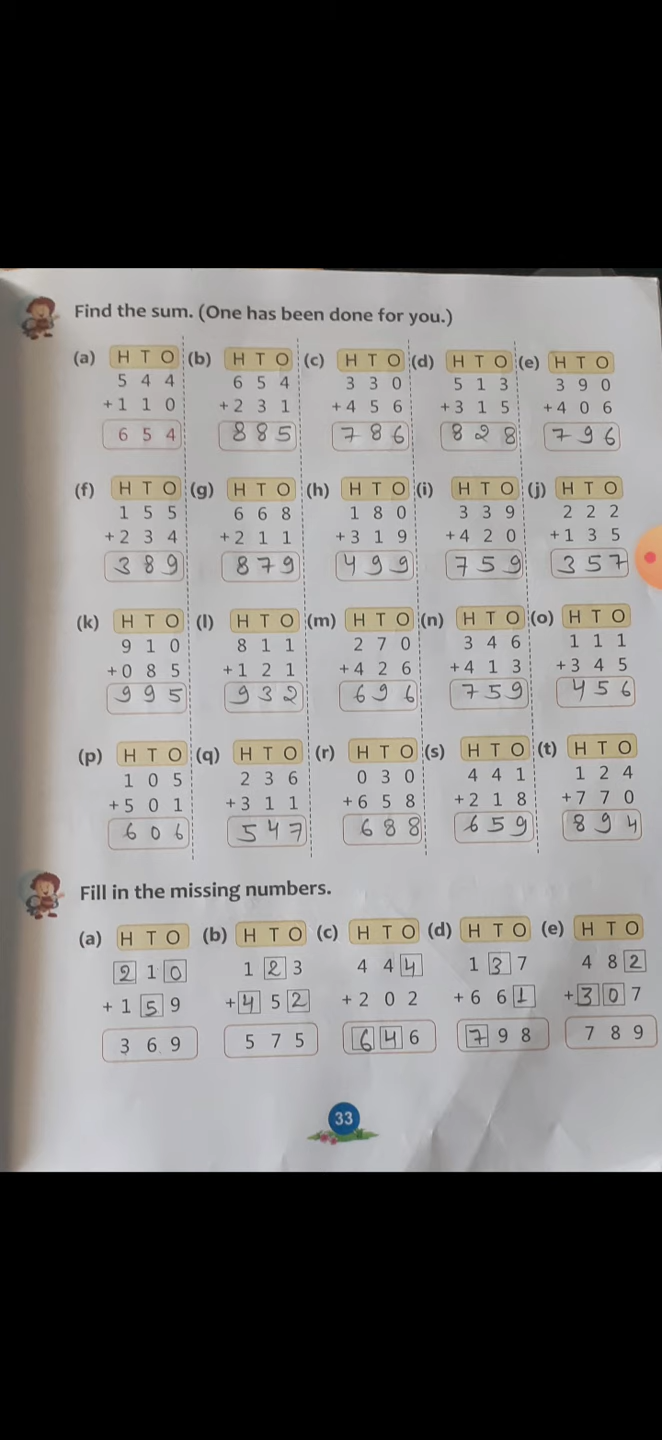 Find the sum. (One has been done for you.)
(a) H T O (b) H T O (c) H T O (d) H T O (e) H T O
5 4 4 6 5 4 3 3 0 5 1 3 3 9 0
+ 1 1 0 + 2 3 1 + 4 5 6 + 3 1 5 + 4 0 6
6 5 4 8 8 5 7 8 6 8 2 8 7 9 6
(f) H T O (g) H T O (h) H T O (i) H T O (j) H T O
1 5 5 6 6 8 1 8 0 3 3 9 2 2 2
+ 2 3 4 + 2 1 1 + 3 1 9 + 4 2 0 + 1 3 5
3 8 9 8 7 9 4 9 9 7 5 9 3 5 7
(k) H T O (l) H T O (m) H T O (n) H T O (o) H T O
9 1 0 8 1 1 2 7 0 3 4 6 1 1 1
+ 0 8 5 + 1 2 1 + 4 2 6 + 4 1 3 + 3 4 5
9 9 5 9 3 2 6 9 6 7 5 9 4 5 6
(p) H T O (q) H T O (r) H T O (s) H T O (t) H T O
1 0 5 2 3 6 0 3 0 4 4 1 1 2 4
+ 5 0 1 + 3 1 1 + 6 5 8 + 2 1 8 + 7 7 0
6 0 6 5 4 7 6 8 8 6 5 9 8 9 4
Fill in the missing numbers.
(a) H T O (b) H T O (c) H T O (d) H T O (e) H T O
2 1 0 1 2 3 4 4 4 1 3 7 4 8 2
+ 1 5 9 + 4 5 2 + 2 0 2 + 6 6 1 + 3 0 7
3 6 9 5 7 5 6 4 6 7 9 8 7 8 9
33